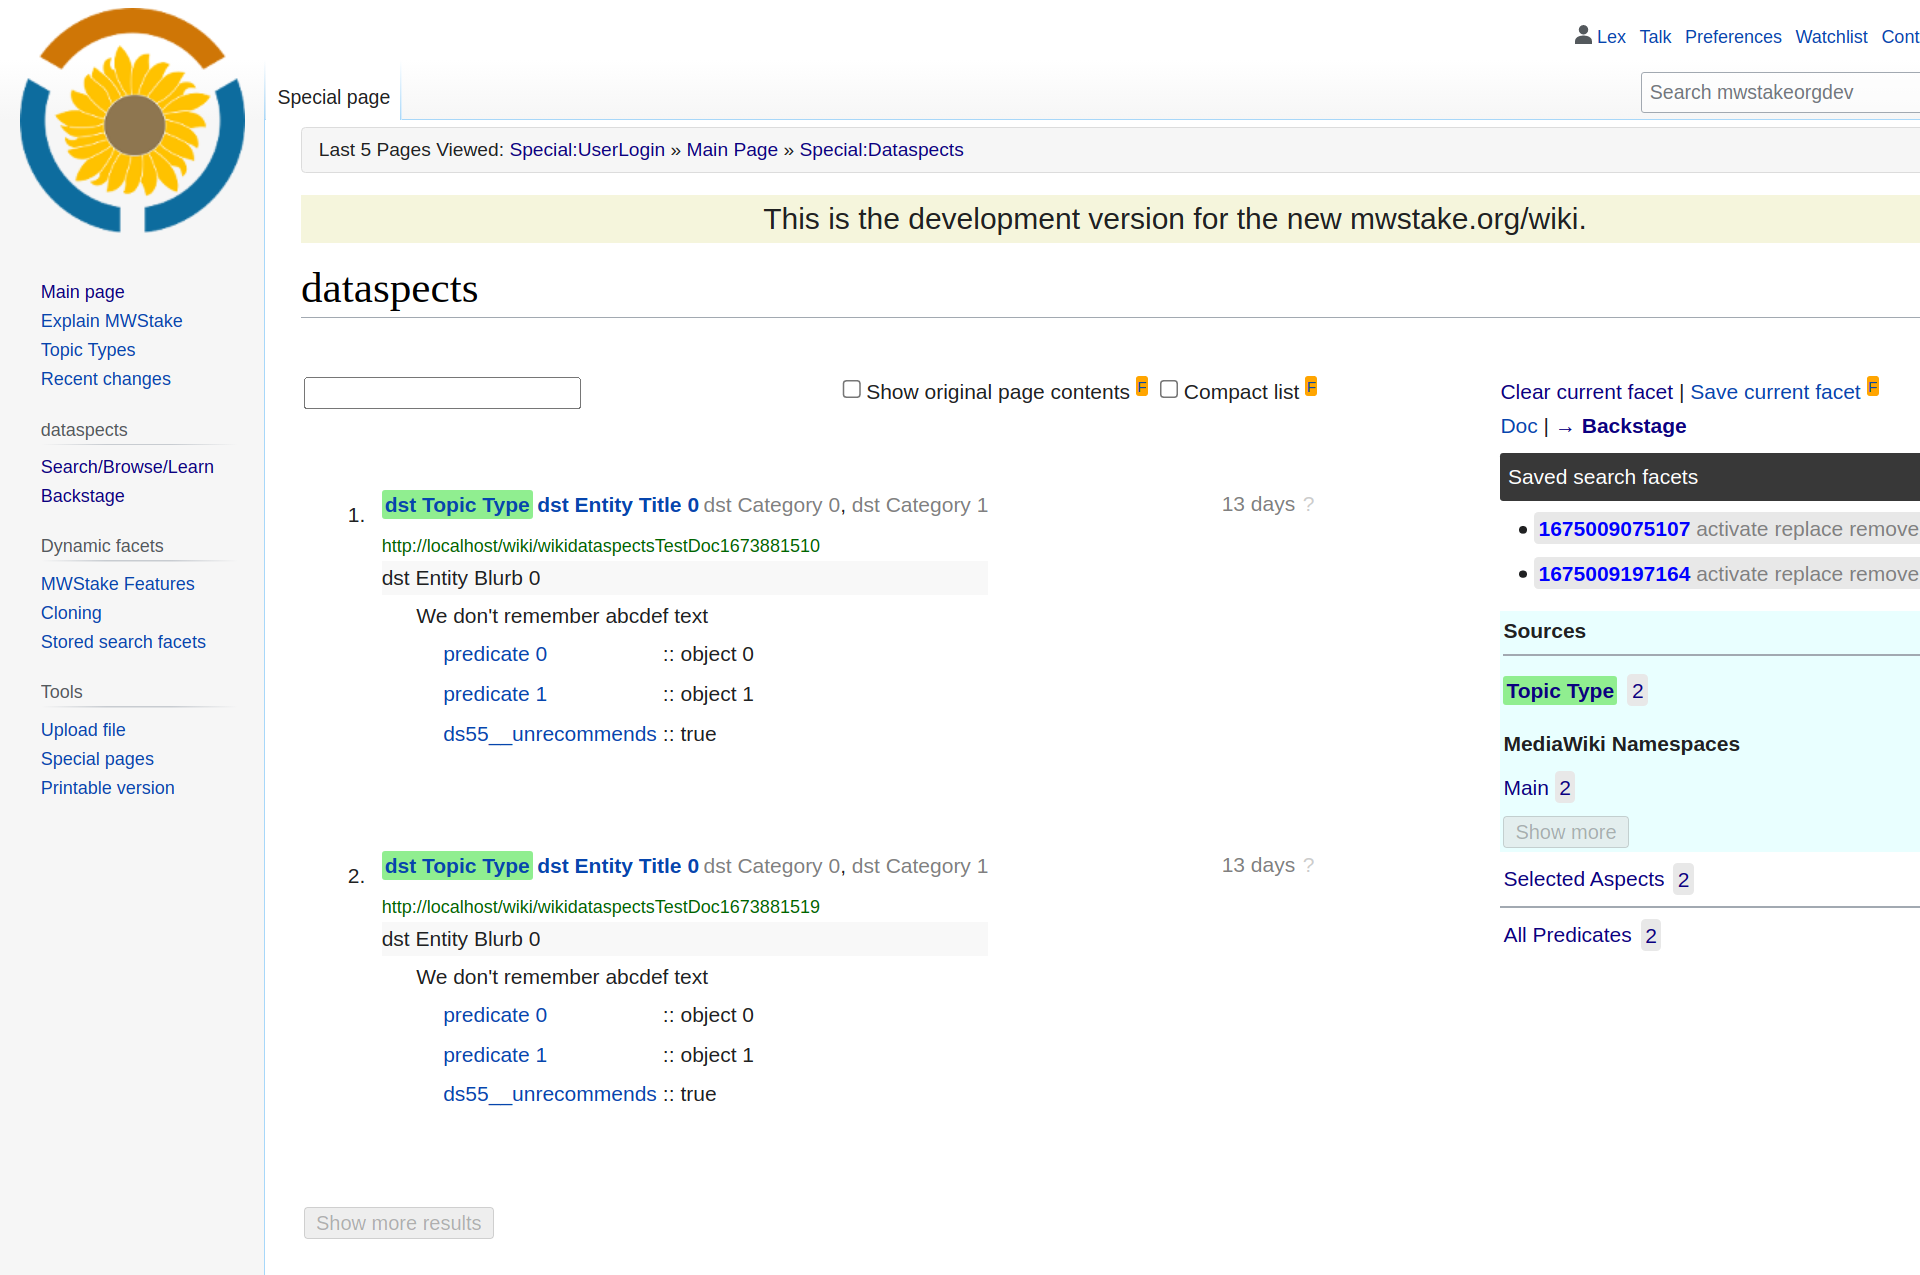 Lex Talk Preferences Watchlist Cont
Special page
Search mwstakeorgdev
Last 5 Pages Viewed: Special:UserLogin » Main Page » Special:Dataspects
This is the development version for the new mwstake.org/wiki.
dataspects
Main page
Explain MWStake
Topic Types
Recent changes
dataspects
Search/Browse/Learn
Backstage
Dynamic facets
MWStake Features
Cloning
Stored search facets
Tools
Upload file
Special pages
Printable version
Show original page contents F Compact list F
1. dst Topic Type dst Entity Title 0 dst Category 0, dst Category 1 13 days ?
http://localhost/wiki/wikidataspectsTestDoc1673881510
dst Entity Blurb 0
We don't remember abcdef text
predicate 0 :: object 0
predicate 1 :: object 1
ds55__unrecommends :: true
2. dst Topic Type dst Entity Title 0 dst Category 0, dst Category 1 13 days ?
http://localhost/wiki/wikidataspectsTestDoc1673881519
dst Entity Blurb 0
We don't remember abcdef text
predicate 0 :: object 0
predicate 1 :: object 1
ds55__unrecommends :: true
Show more results
Clear current facet | Save current facet F
Doc | → Backstage
Saved search facets
1675009075107 activate replace remove
1675009197164 activate replace remove
Sources
Topic Type 2
MediaWiki Namespaces
Main 2
Show more
Selected Aspects 2
All Predicates 2